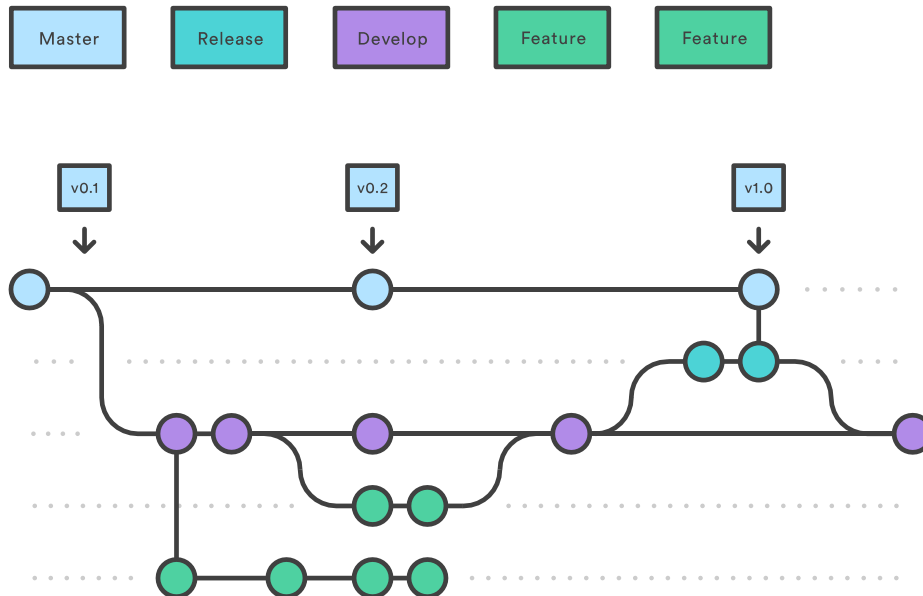 Master
Release
Develop
Feature
Feature
v0.1
v0.2
v1.0